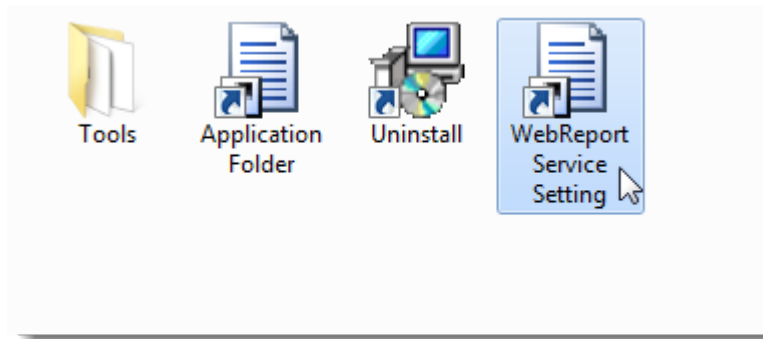 Tools
Application
Folder
Uninstall
WebReport
Service
Setting